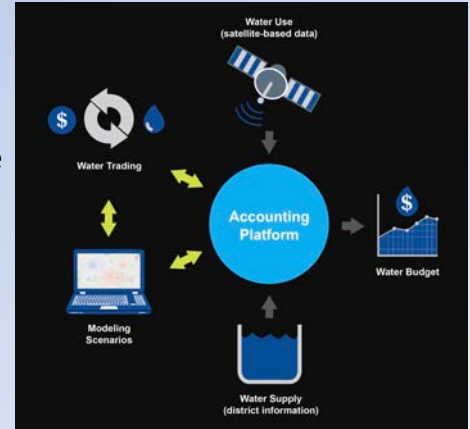 Water Use
(satellite-based data)
$
Water Trading
$
Accounting
Platform
Water Budget
Modeling
Scenarios
Water Supply
(district information)
e